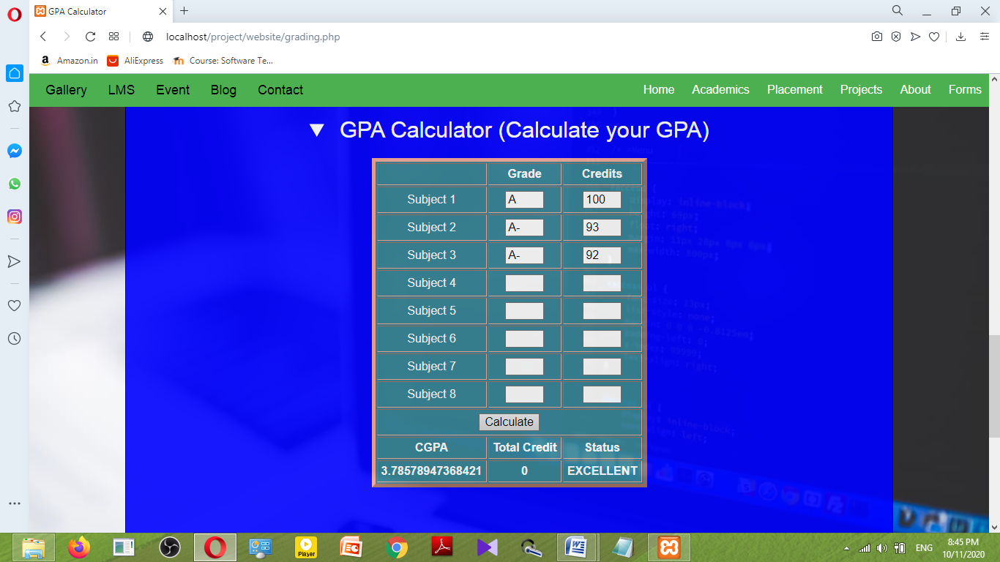 GPA Calculator
localhost/project/website/grading.php
Amazon.in AliExpress Course: Software Te...
Gallery LMS Event Blog Contact Home Academics Placement Projects About Forms
▼ GPA Calculator (Calculate your GPA)
Grade Credits
Subject 1 A 100
Subject 2 A- 93
Subject 3 A- 92
Subject 4
Subject 5
Subject 6
Subject 7
Subject 8
Calculate
CGPA Total Credit Status
3.78578947368421 0 EXCELLENT
Player
ENG
8:45 PM
10/11/2020